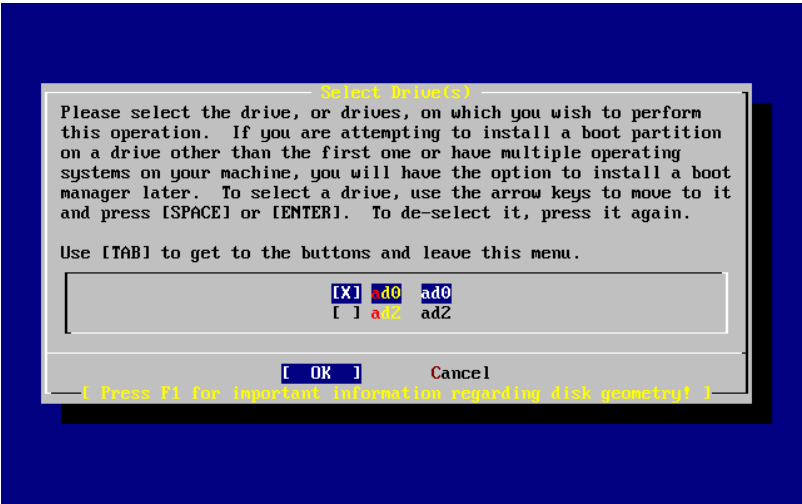 Select Drive(s)
Please select the drive, or drives, on which you wish to perform
this operation.  If you are attempting to install a boot partition
on a drive other than the first one or have multiple operating
systems on your machine, you will have the option to install a boot
manager later.  To select a drive, use the arrow keys to move to it
and press [SPACE] or [ENTER].  To de-select it, press it again.
Use [TAB] to get to the buttons and leave this menu.
[X] ad0 ad0
[ ] ad2 ad2
[ OK ] Cancel
[ Press F1 for important information regarding disk geometry! ]